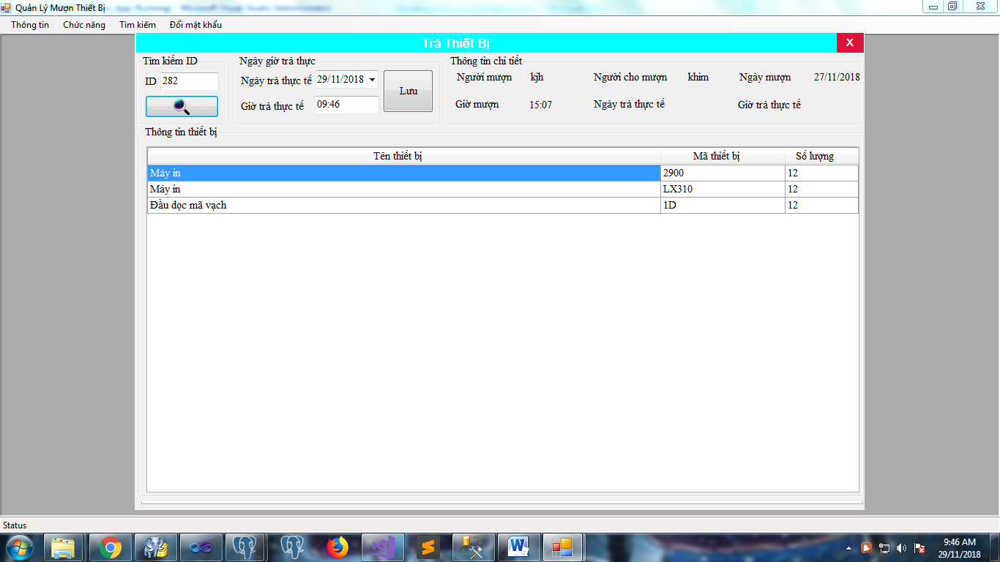 Quản Lý Mượn Thiết Bị
Thông tin Chức năng Tìm kiếm Đổi mật khẩu
Trả Thiết Bị X
Tìm kiếm ID Ngày giờ trả thực Thông tin chi tiết
ID 282 Ngày trả thực tế 29/11/2018 Lưu Người mượn kjh Người cho mượn khim Ngày mượn 27/11/2018
Giờ trả thực tế 09:46 Giờ mượn 15:07 Ngày trả thực tế Giờ trả thực tế
Thông tin thiết bị
Tên thiết bị Mã thiết bị Số lượng
Máy in 2900 12
Máy in LX310 12
Đầu dọc mã vạch 1D 12
Status
9:46 AM
29/11/2018